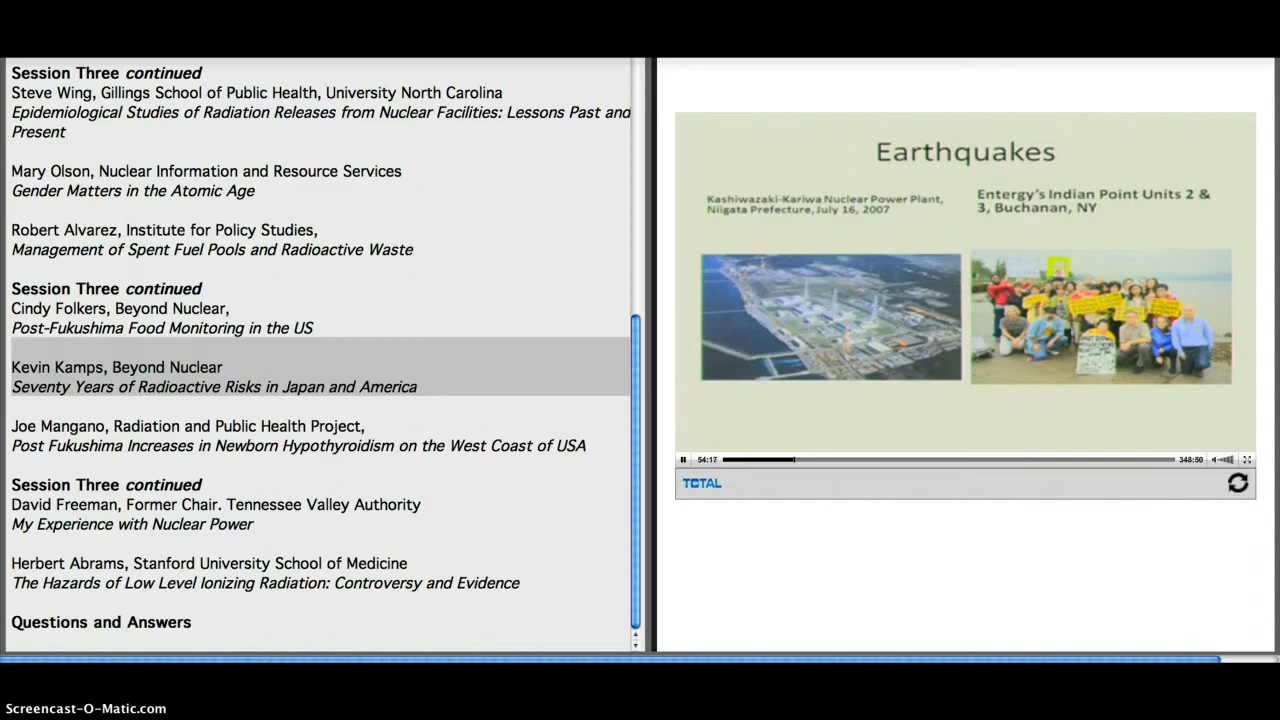 Session Three continued
Steve Wing, Gillings School of Public Health, University North Carolina
Epidemiological Studies of Radiation Releases from Nuclear Facilities: Lessons Past and
Present
Mary Olson, Nuclear Information and Resource Services
Gender Matters in the Atomic Age
Robert Alvarez, Institute for Policy Studies,
Management of Spent Fuel Pools and Radioactive Waste
Session Three continued
Cindy Folkers, Beyond Nuclear,
Post-Fukushima Food Monitoring in the US
Kevin Kamps, Beyond Nuclear
Seventy Years of Radioactive Risks in Japan and America
Joe Mangano, Radiation and Public Health Project,
Post Fukushima Increases in Newborn Hypothyroidism on the West Coast of USA
Session Three continued
David Freeman, Former Chair. Tennessee Valley Authority
My Experience with Nuclear Power
Herbert Abrams, Stanford University School of Medicine
The Hazards of Low Level Ionizing Radiation: Controversy and Evidence
Questions and Answers
Earthquakes
Kashiwazaki-Kariwa Nuclear Power Plant,
Niigata Prefecture, July 16, 2007
Entergy's Indian Point Units 2 &
3, Buchanan, NY
54:17
348:50
TOTAL
Screencast-O-Matic.com